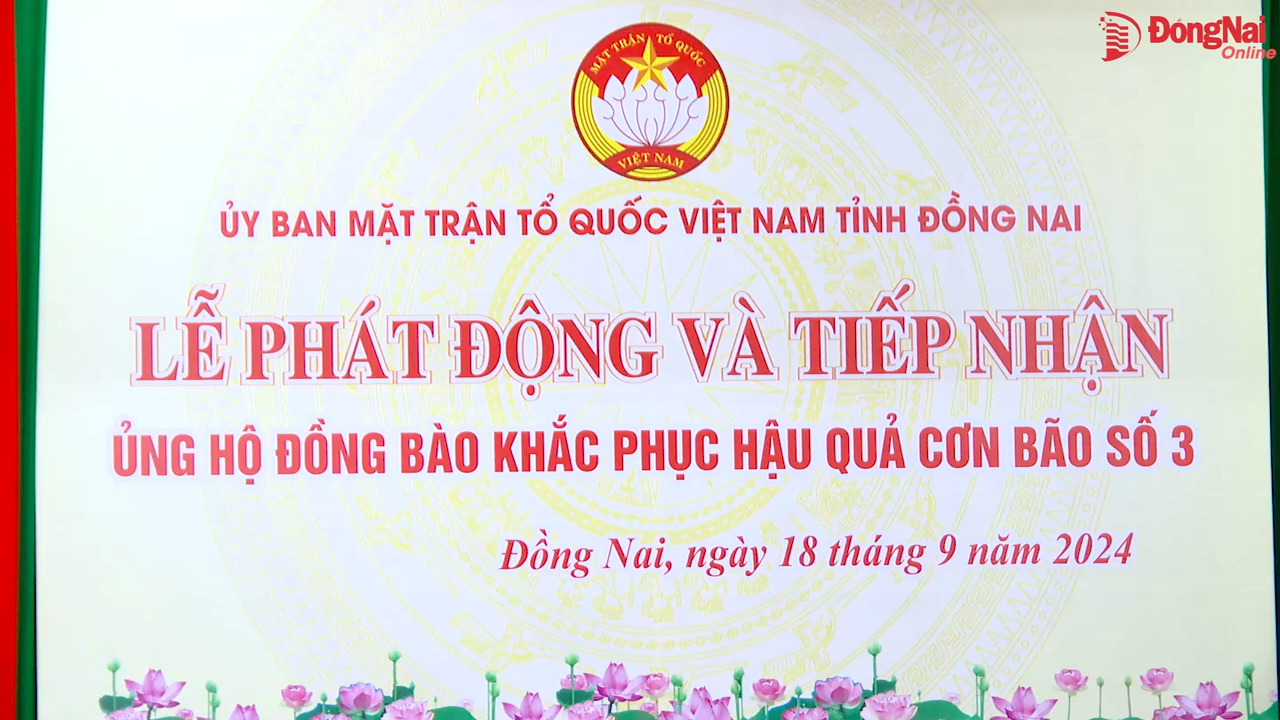 ĐồngNai
Online
MẶT TRẬN TỔ QUỐC
VIỆT NAM
ỦY BAN MẶT TRẬN TỔ QUỐC VIỆT NAM TỈNH ĐỒNG NAI
LỄ PHÁT ĐỘNG VÀ TIẾP NHẬN
ỦNG HỘ ĐỒNG BÀO KHẮC PHỤC HẬU QUẢ CƠN BÃO SỐ 3
Đồng Nai, ngày 18 tháng 9 năm 2024